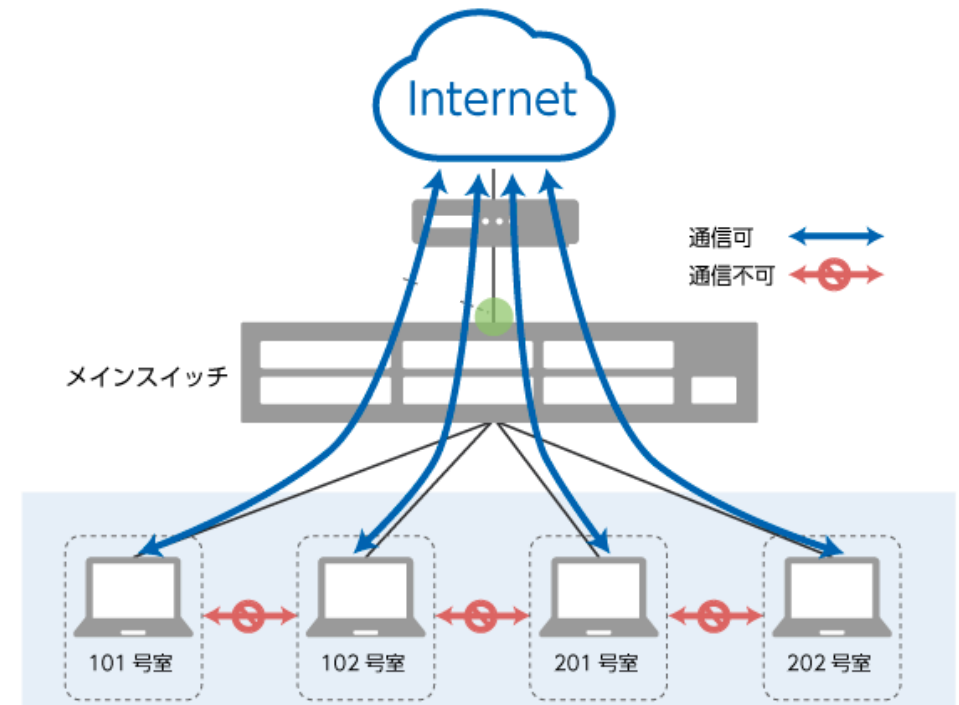 Internet
通信可
通信不可
メインスイッチ
101 号室
102 号室
201 号室
202 号室